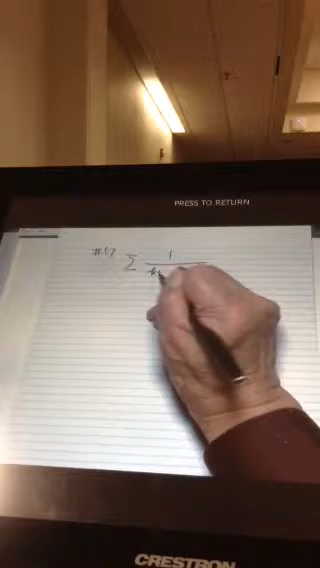 PRESS TO RETURN
#57 Σ 1
CRESTRON